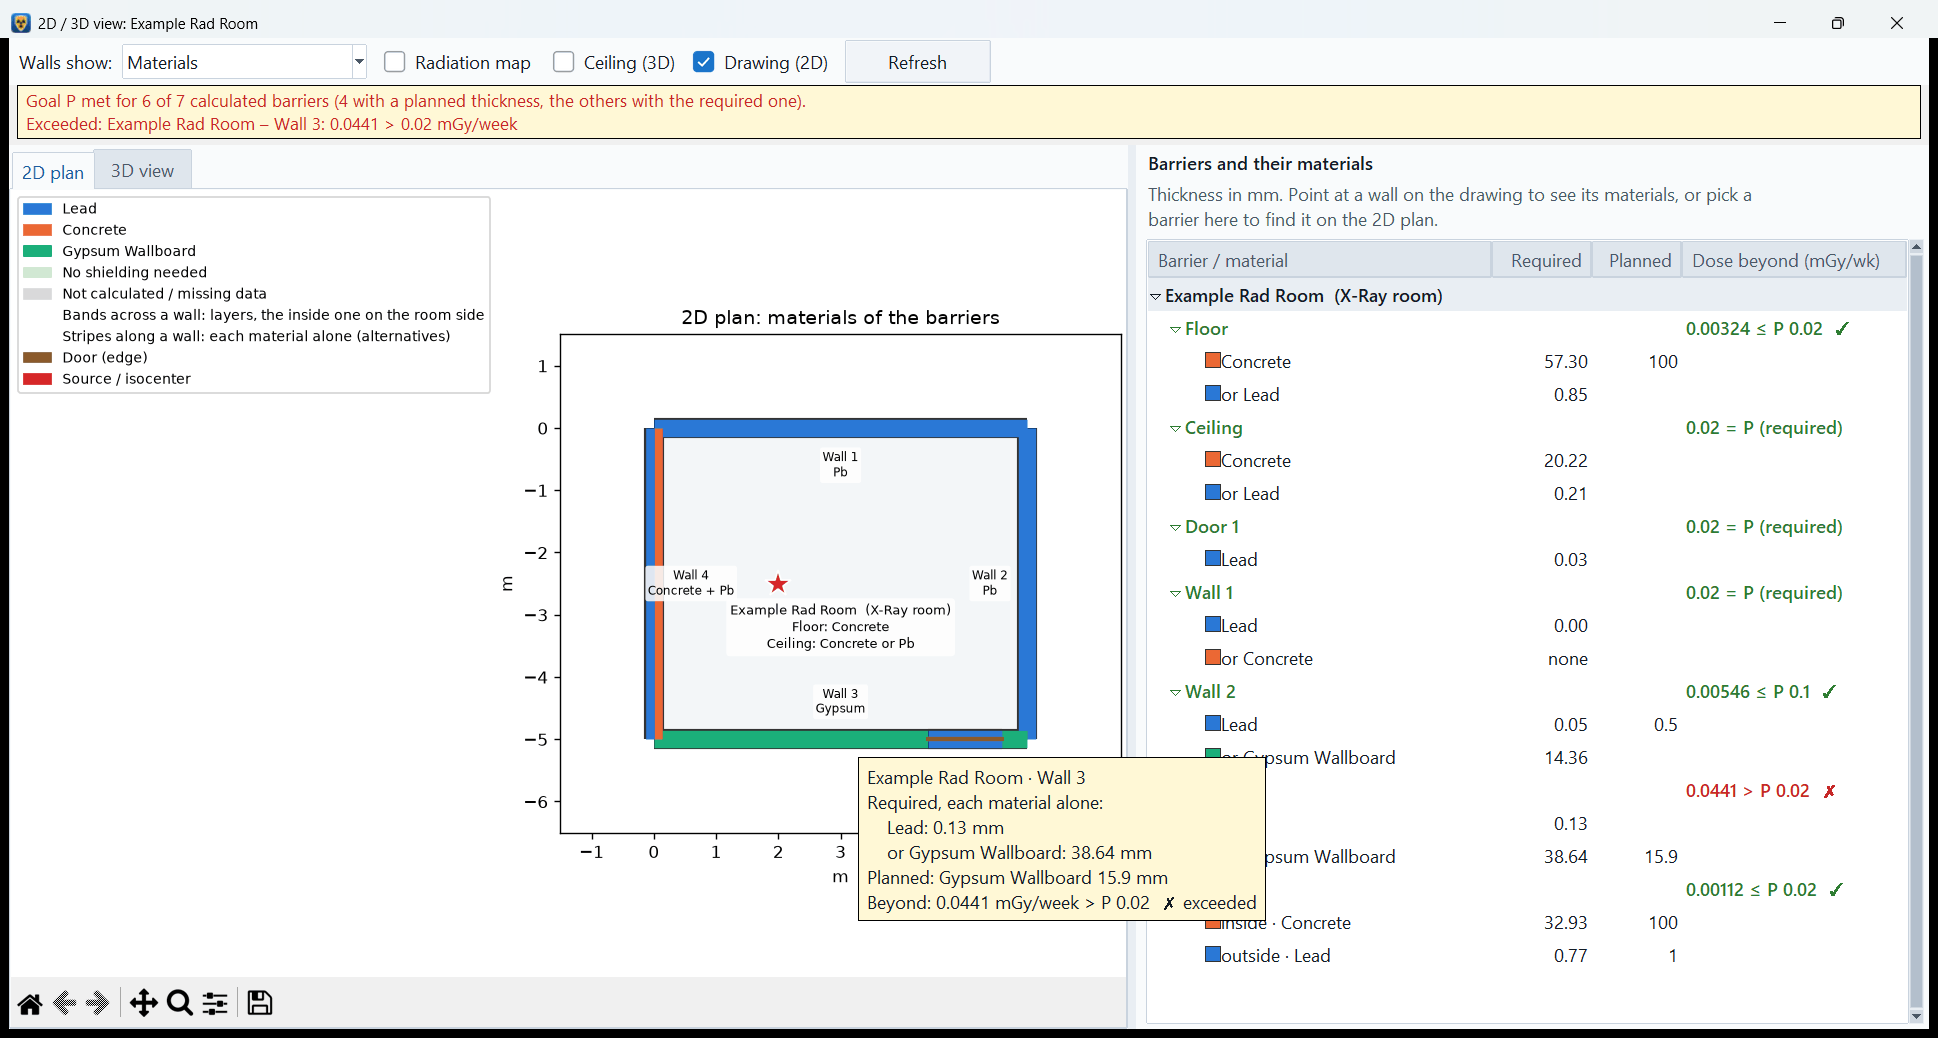 2D / 3D view: Example Rad Room
Walls show: Materials Radiation map Ceiling (3D) Drawing (2D) Refresh
Goal P met for 6 of 7 calculated barriers (4 with a planned thickness, the others with the required one).
Exceeded: Example Rad Room – Wall 3: 0.0441 > 0.02 mGy/week
2D plan 3D view
Lead
Concrete
Gypsum Wallboard
No shielding needed
Not calculated / missing data
Bands across a wall: layers, the inside one on the room side
Stripes along a wall: each material alone (alternatives)
Door (edge)
Source / isocenter
2D plan: materials of the barriers
1
0
−1
−2
−3
−4
−5
−6
m
Wall 1
Pb
Wall 4
Concrete + Pb
Wall 2
Pb
Example Rad Room (X-Ray room)
Floor: Concrete
Ceiling: Concrete or Pb
Wall 3
Gypsum
−1 0 1 2 3
m
Example Rad Room · Wall 3
Required, each material alone:
Lead: 0.13 mm
or Gypsum Wallboard: 38.64 mm
Planned: Gypsum Wallboard 15.9 mm
Beyond: 0.0441 mGy/week > P 0.02 ✗ exceeded
Barriers and their materials
Thickness in mm. Point at a wall on the drawing to see its materials, or pick a
barrier here to find it on the 2D plan.
Barrier / material Required Planned Dose beyond (mGy/wk)
Example Rad Room (X-Ray room)
Floor 0.00324 ≤ P 0.02 ✓
Concrete 57.30 100
or Lead 0.85
Ceiling 0.02 = P (required)
Concrete 20.22
or Lead 0.21
Door 1 0.02 = P (required)
Lead 0.03
Wall 1 0.02 = P (required)
Lead 0.00
or Concrete none
Wall 2 0.00546 ≤ P 0.1 ✓
Lead 0.05 0.5
or Gypsum Wallboard 14.36
0.0441 > P 0.02 ✗
0.13
Wallboard 38.64 15.9
0.00112 ≤ P 0.02 ✓
inside · Concrete 32.93 100
outside · Lead 0.77 1